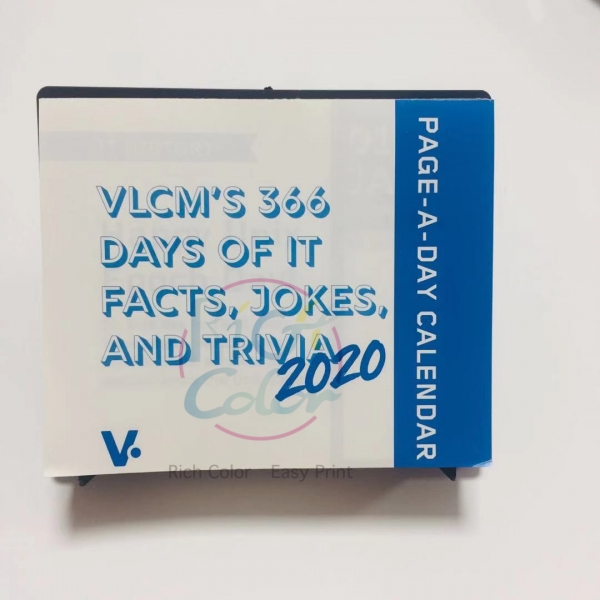 VLCM'S 366
DAYS OF IT
FACTS, JOKES,
AND TRIVIA
2020
PAGE-A-DAY CALENDAR
V.
Rich
Color
Rich Color Easy Print